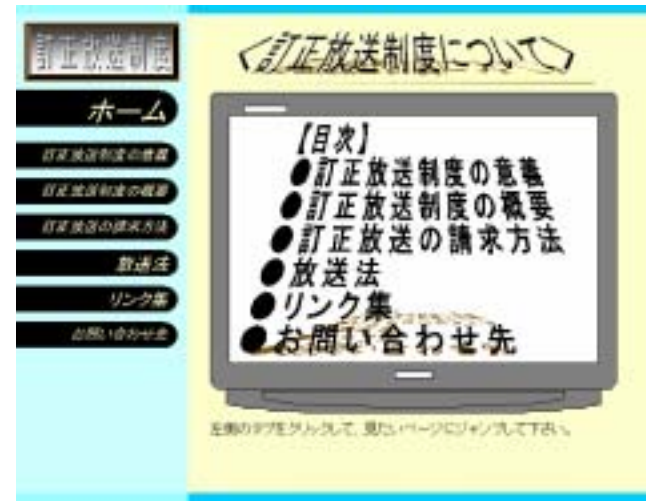 訂正放送制度
ホーム
訂正放送制度の意義
訂正放送制度の概要
訂正放送の請求方法
放送法
リンク集
お問い合わせ先
〈訂正放送制度について〉
【目次】
●訂正放送制度の意義
●訂正放送制度の概要
●訂正放送の請求方法
●放送法
●リンク集
●お問い合わせ先
左側のタブをクリックして、見たいページにジャンプして下さい。